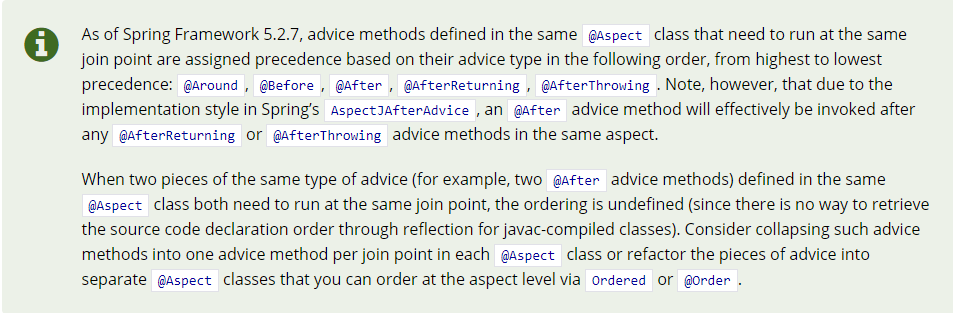 As of Spring Framework 5.2.7, advice methods defined in the same @Aspect class that need to run at the same
join point are assigned precedence based on their advice type in the following order, from highest to lowest
precedence: @Around , @Before , @After , @AfterReturning , @AfterThrowing . Note, however, that due to the
implementation style in Spring’s AspectJAfterAdvice , an @After advice method will effectively be invoked after
any @AfterReturning or @AfterThrowing advice methods in the same aspect.
When two pieces of the same type of advice (for example, two @After advice methods) defined in the same
@Aspect class both need to run at the same join point, the ordering is undefined (since there is no way to retrieve
the source code declaration order through reflection for javac-compiled classes). Consider collapsing such advice
methods into one advice method per join point in each @Aspect class or refactor the pieces of advice into
separate @Aspect classes that you can order at the aspect level via Ordered or @Order .